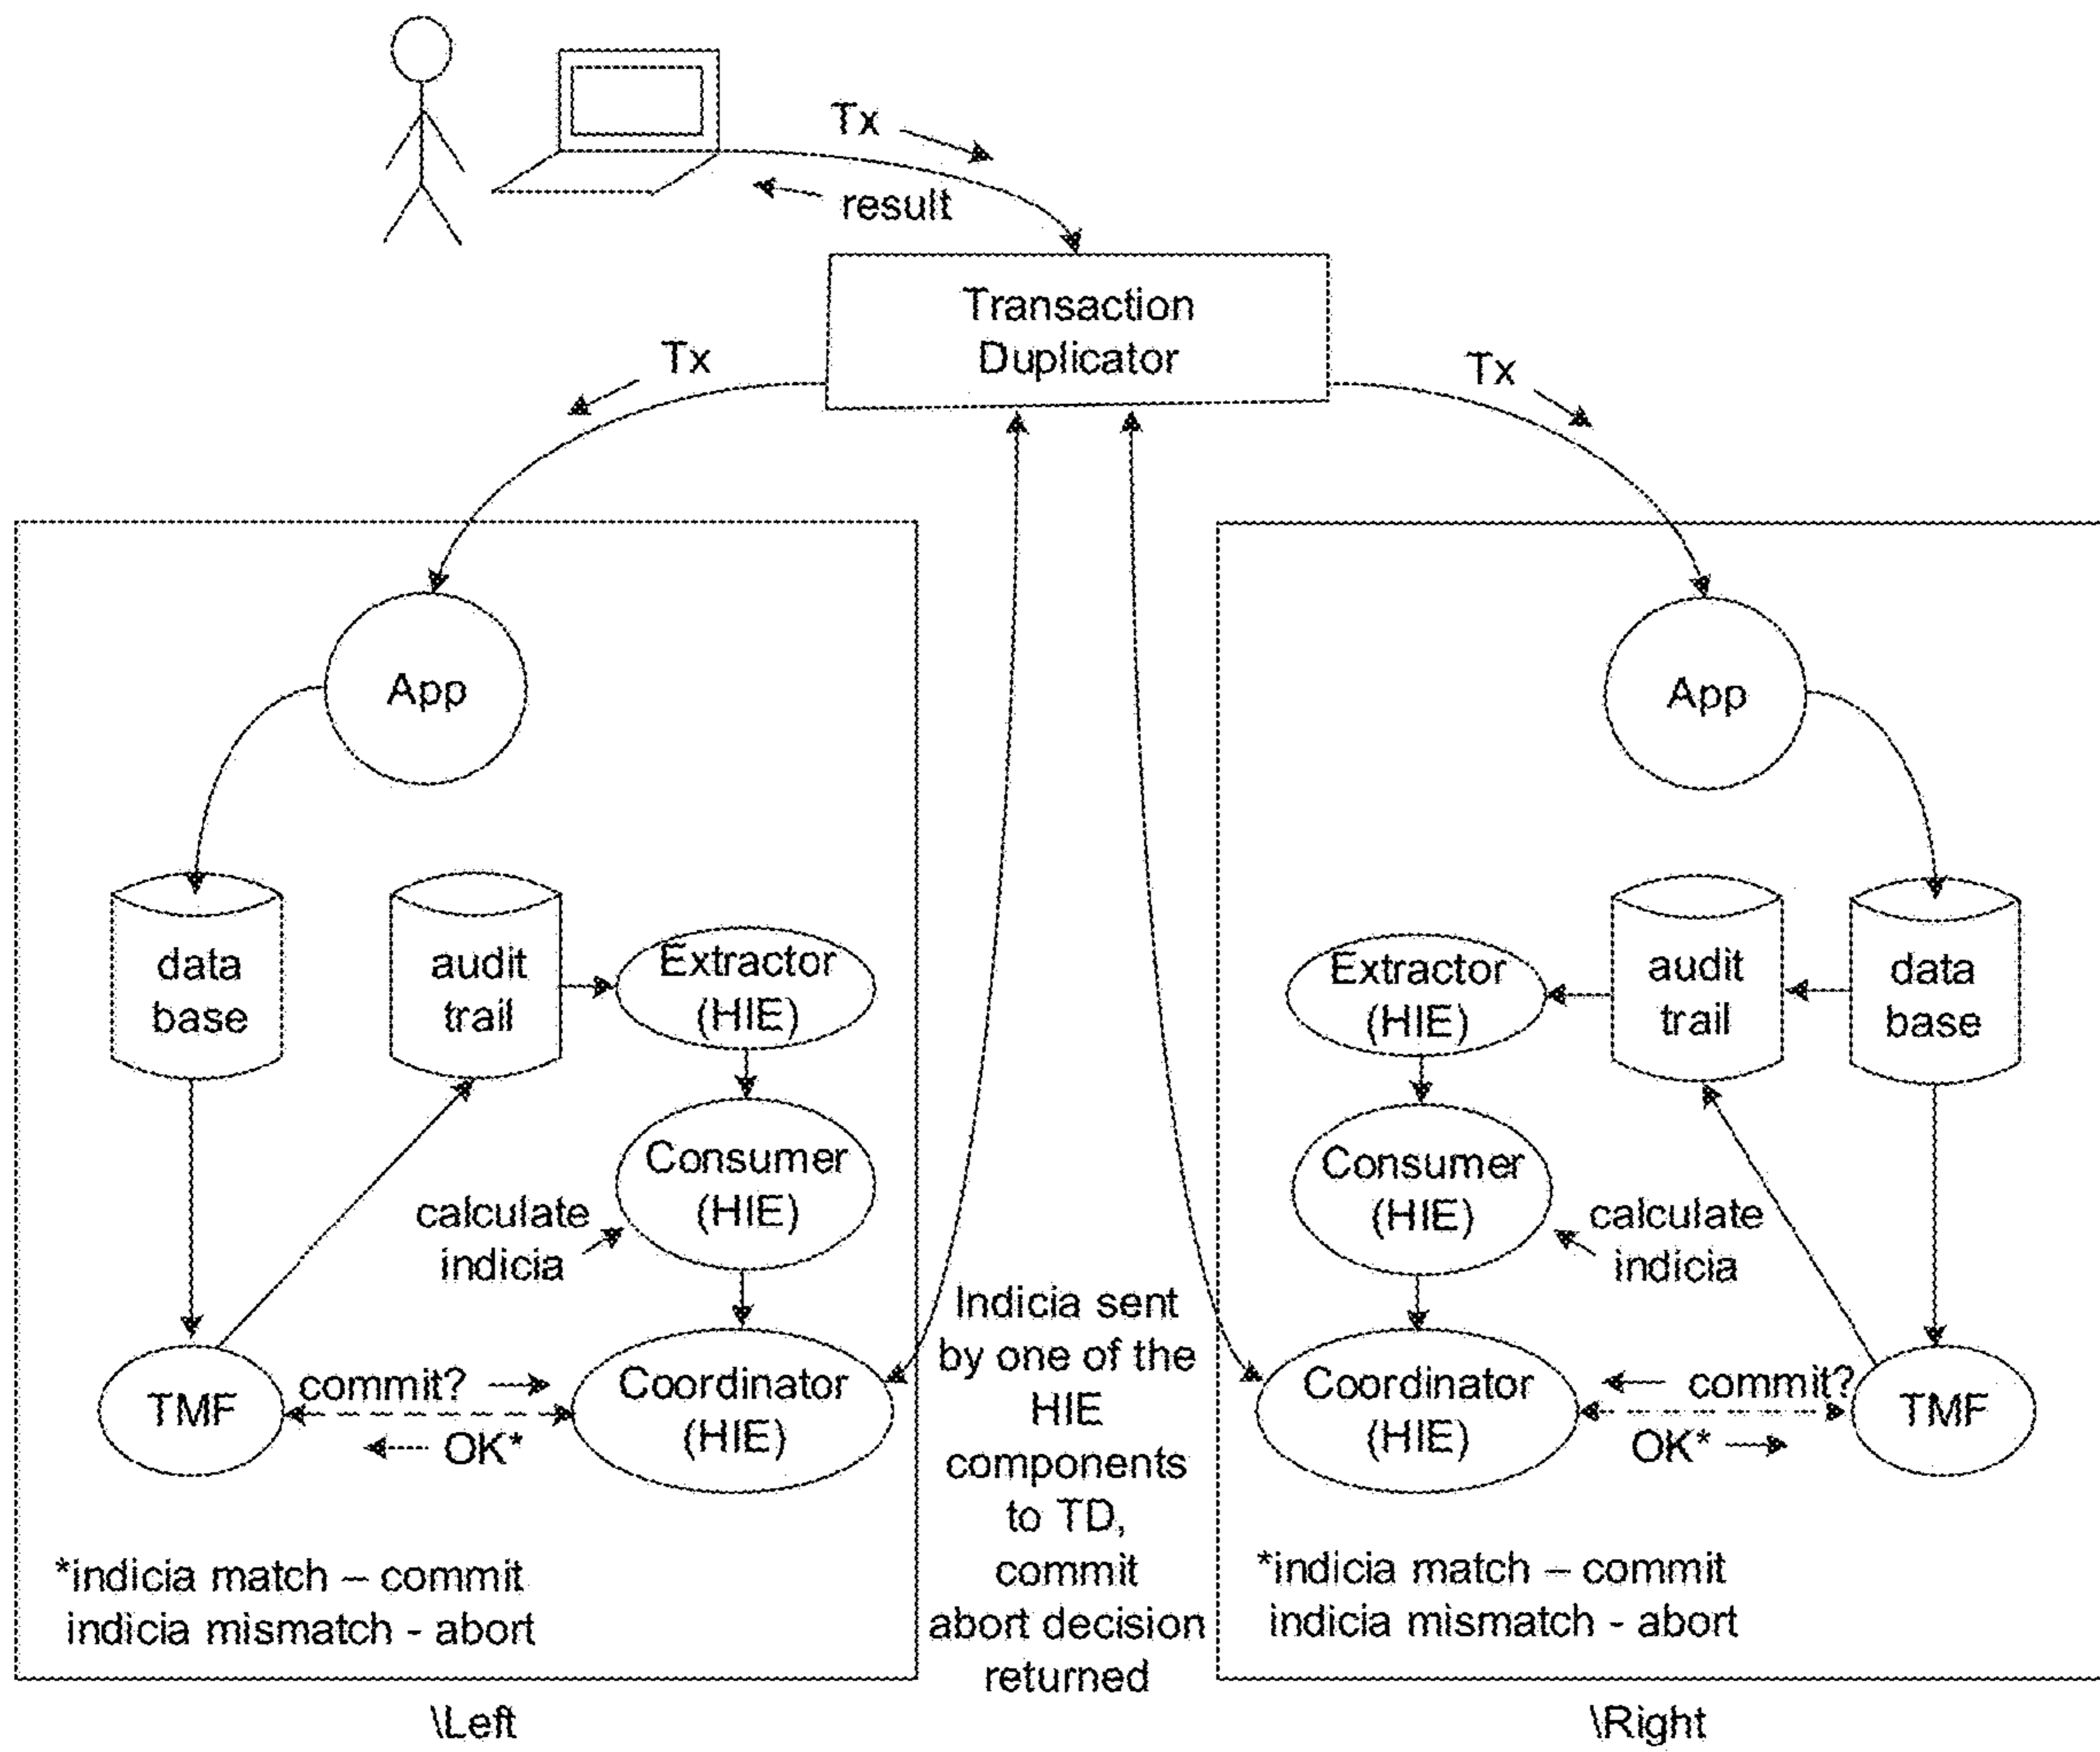 Tx
result
Transaction
Duplicator
Tx
Tx
App
App
data
base
audit
trail
Extractor
(HIE)
Consumer
(HIE)
calculate
indicia
TMF
commit?
OK*
Coordinator
(HIE)
*indicia match – commit
indicia mismatch - abort
\Left
Indicia sent
by one of the
HIE
components
to TD,
commit
abort decision
returned
Extractor
(HIE)
audit
trail
data
base
Consumer
(HIE)
calculate
indicia
Coordinator
(HIE)
commit?
OK*
TMF
*indicia match – commit
indicia mismatch - abort
\Right